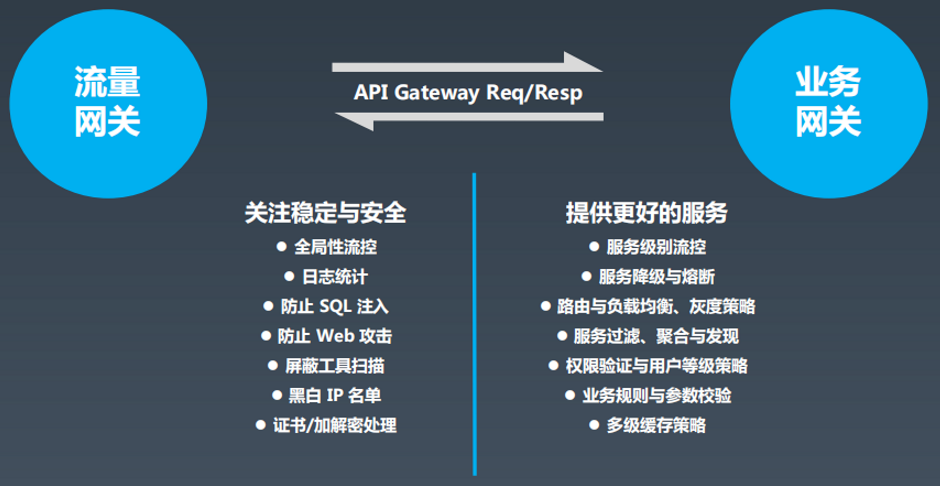 流量
网关
API Gateway Req/Resp
业务
网关
关注稳定与安全
● 全局性流控
● 日志统计
● 防止 SQL 注入
● 防止 Web 攻击
● 屏蔽工具扫描
● 黑白 IP 名单
● 证书/加解密处理
提供更好的服务
● 服务级别流控
● 服务降级与熔断
● 路由与负载均衡、灰度策略
● 服务过滤、聚合与发现
● 权限验证与用户等级策略
● 业务规则与参数校验
● 多级缓存策略